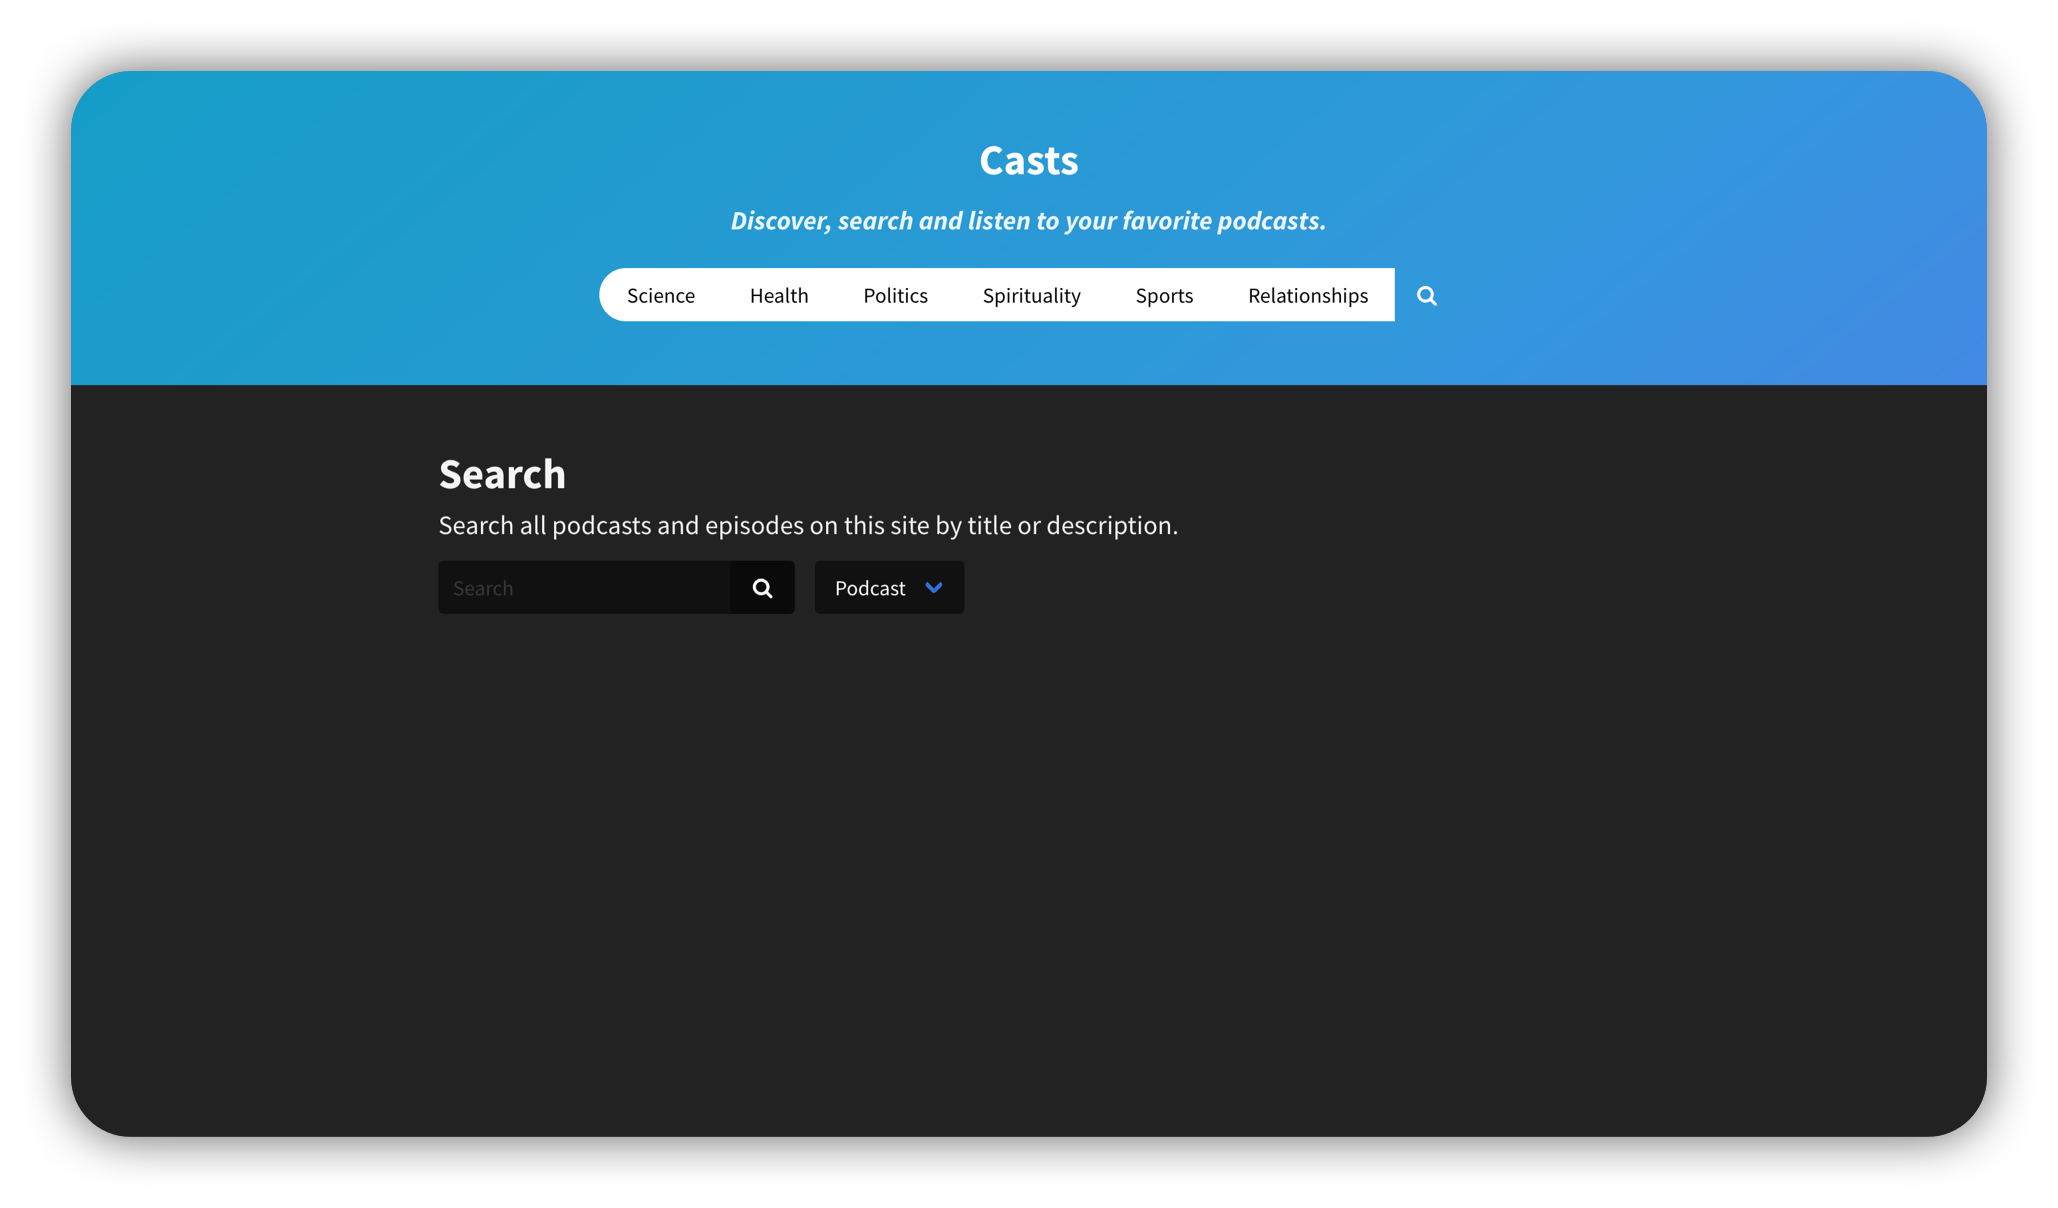 Casts
Discover, search and listen to your favorite podcasts.
Science Health Politics Spirituality Sports Relationships
Search
Search all podcasts and episodes on this site by title or description.
Search Podcast